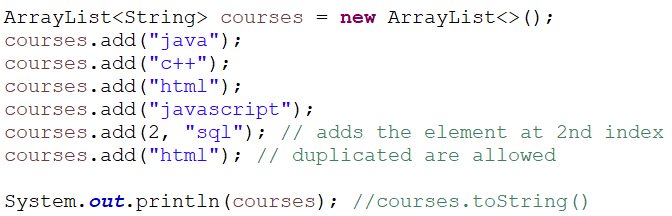 ArrayList<String> courses = new ArrayList<>();
courses.add("java");
courses.add("c++");
courses.add("html");
courses.add("javascript");
courses.add(2, "sql"); // adds the element at 2nd index
courses.add("html"); // duplicated are allowed
System.out.println(courses); //courses.toString()